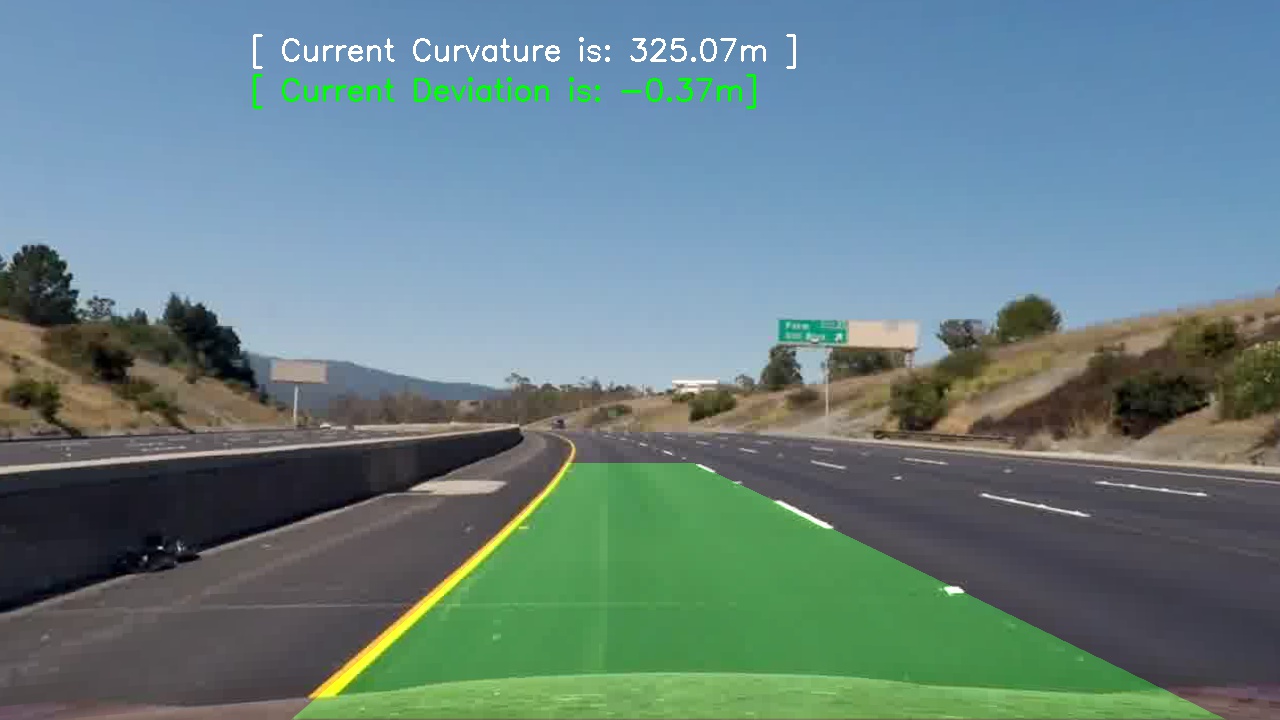 [ Current Curvature is: 325.07m ]
[ Current Deviation is: −0.37m]